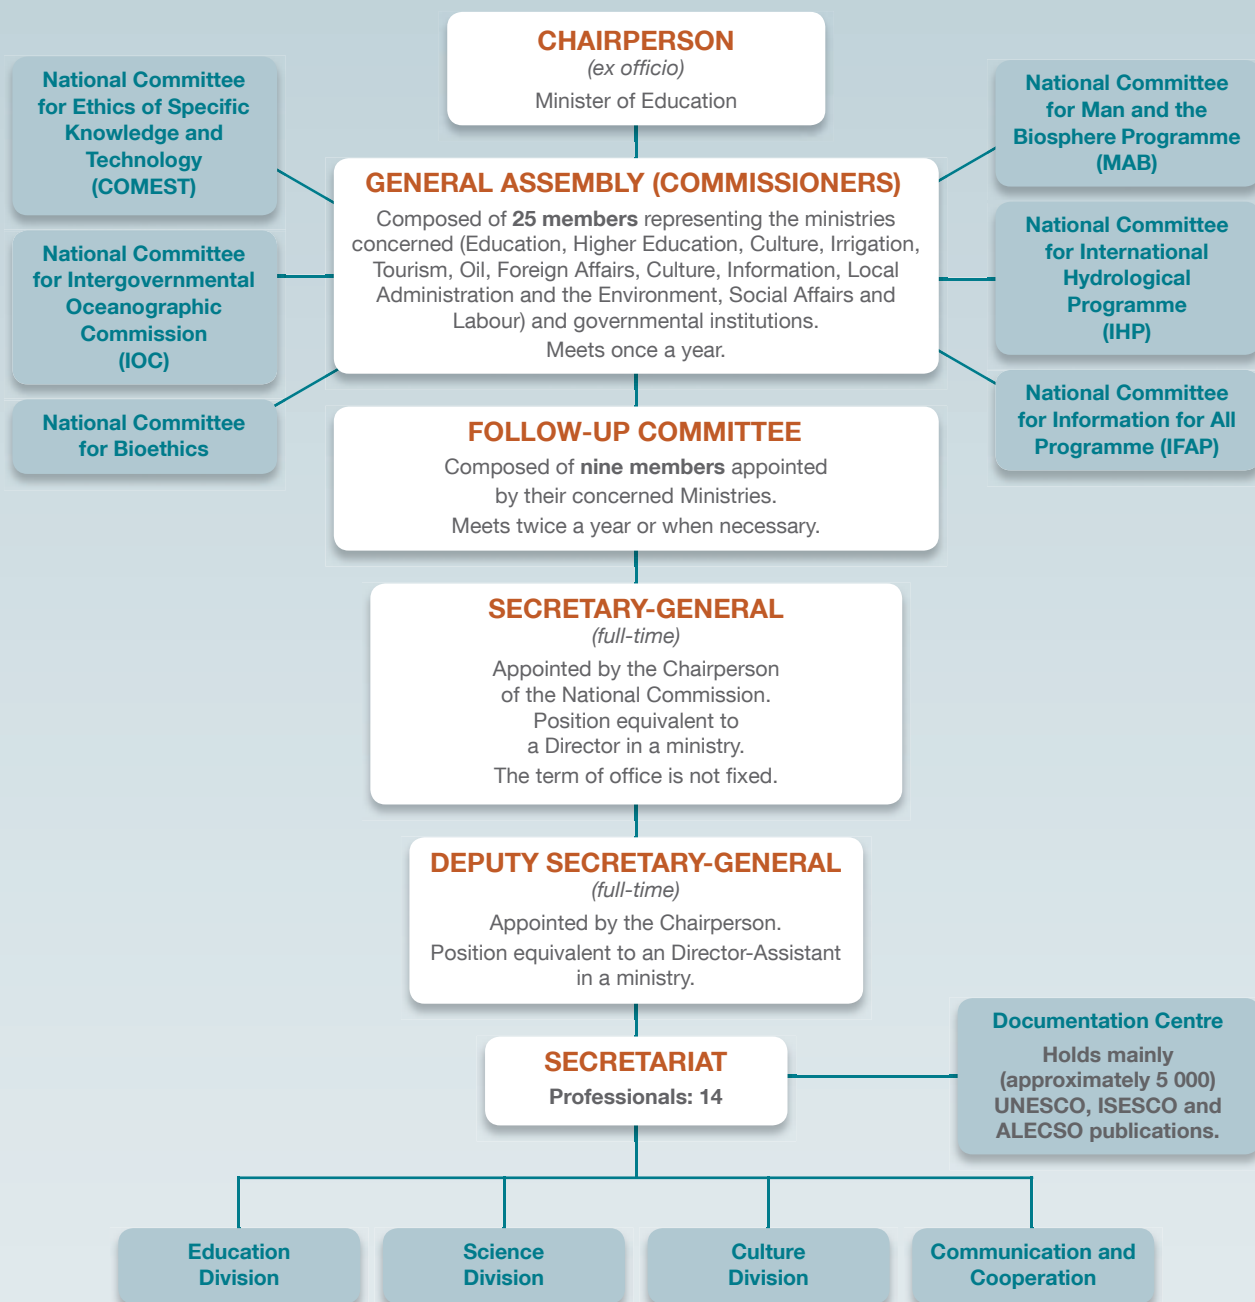 CHAIRPERSON
(ex officio)
Minister of Education
National Committee
for Ethics of Specific
Knowledge and
Technology
(COMEST)
National Committee
for Intergovernmental
Oceanographic
Commission
(IOC)
National Committee
for Bioethics
National Committee
for Man and the
Biosphere Programme
(MAB)
National Committee
for International
Hydrological
Programme
(IHP)
National Committee
for Information for All
Programme (IFAP)
GENERAL ASSEMBLY (COMMISSIONERS)
Composed of 25 members representing the ministries
concerned (Education, Higher Education, Culture, Irrigation,
Tourism, Oil, Foreign Affairs, Culture, Information, Local
Administration and the Environment, Social Affairs and
Labour) and governmental institutions.
Meets once a year.
FOLLOW-UP COMMITTEE
Composed of nine members appointed
by their concerned Ministries.
Meets twice a year or when necessary.
SECRETARY-GENERAL
(full-time)
Appointed by the Chairperson
of the National Commission.
Position equivalent to
a Director in a ministry.
The term of office is not fixed.
DEPUTY SECRETARY-GENERAL
(full-time)
Appointed by the Chairperson.
Position equivalent to an Director-Assistant
in a ministry.
SECRETARIAT
Professionals: 14
Documentation Centre
Holds mainly
(approximately 5 000)
UNESCO, ISESCO and
ALECSO publications.
Education
Division
Science
Division
Culture
Division
Communication and
Cooperation